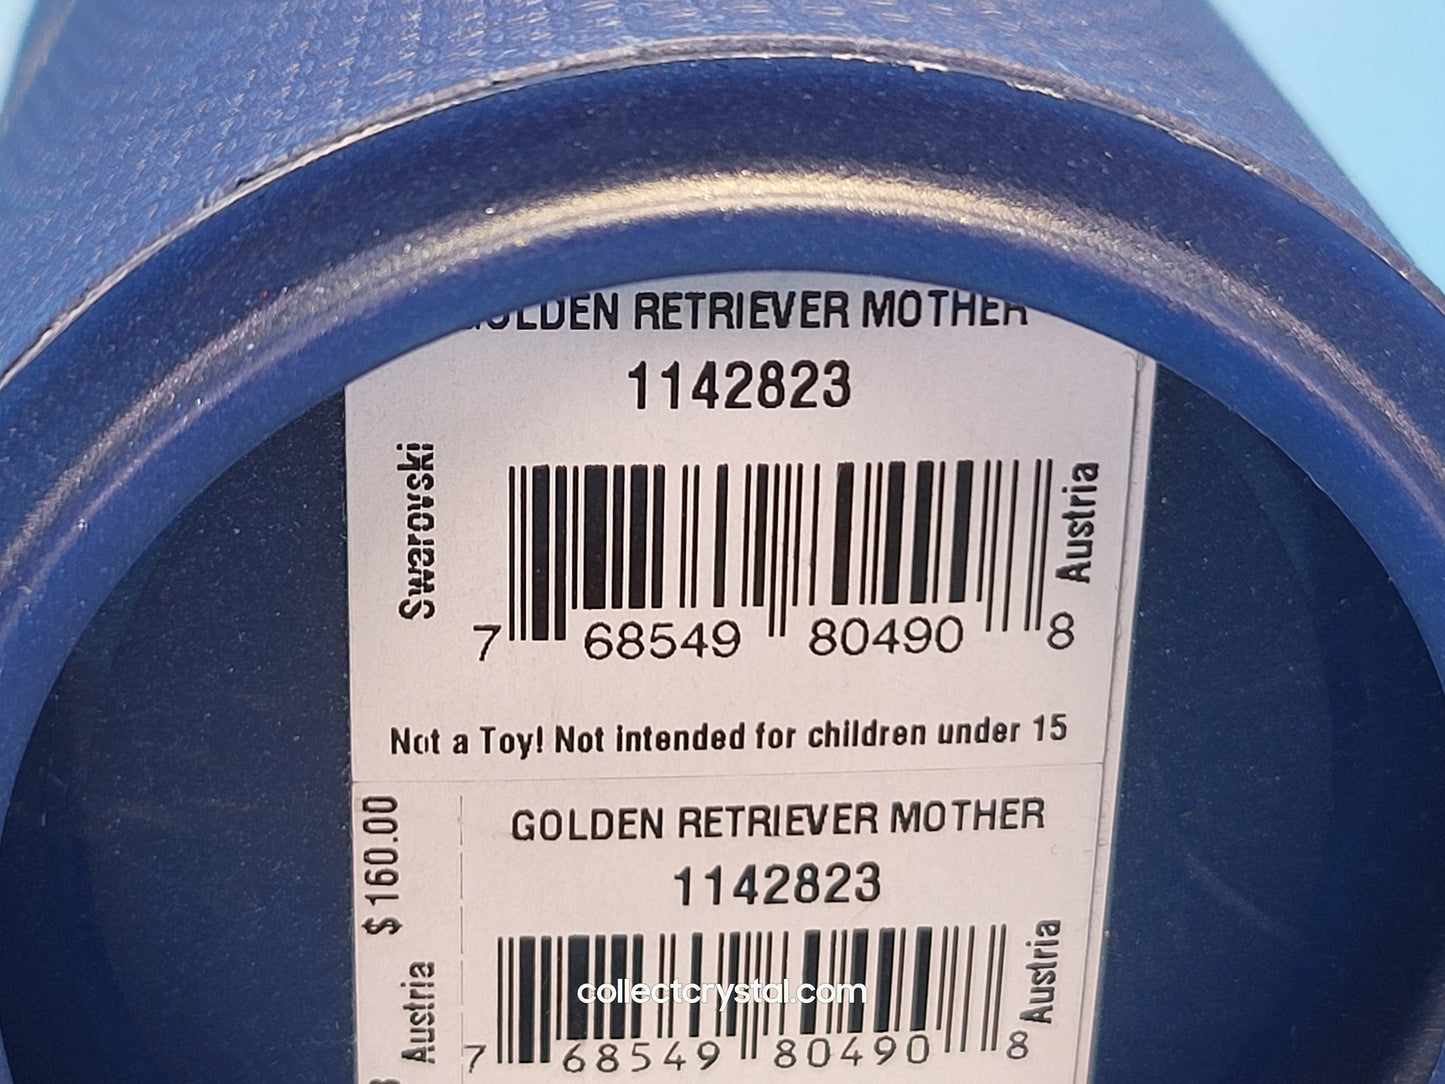 GOLDEN RETRIEVER MOTHER
1142823
Swarovski
Austria
7 68549 80490 8
Not a Toy! Not intended for children under 15
$160.00
GOLDEN RETRIEVER MOTHER
1142823
Austria
Austria
7 68549 80490 8
collectcrystal.com